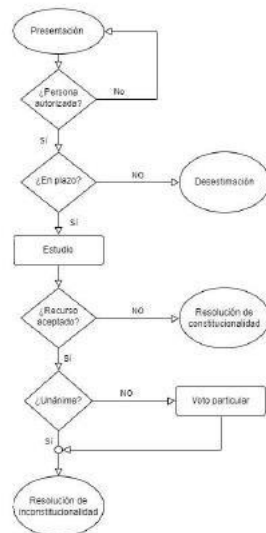 Presentación
¿Persona
autorizada?
No
Sí
¿En plazo?
NO
Desestimación
Sí
Estudio
¿Recurso
aceptado?
NO
Resolución de
constitucionalidad
Sí
¿Unánime?
NO
Voto particular
Sí
Resolución de
inconstitucionalidad